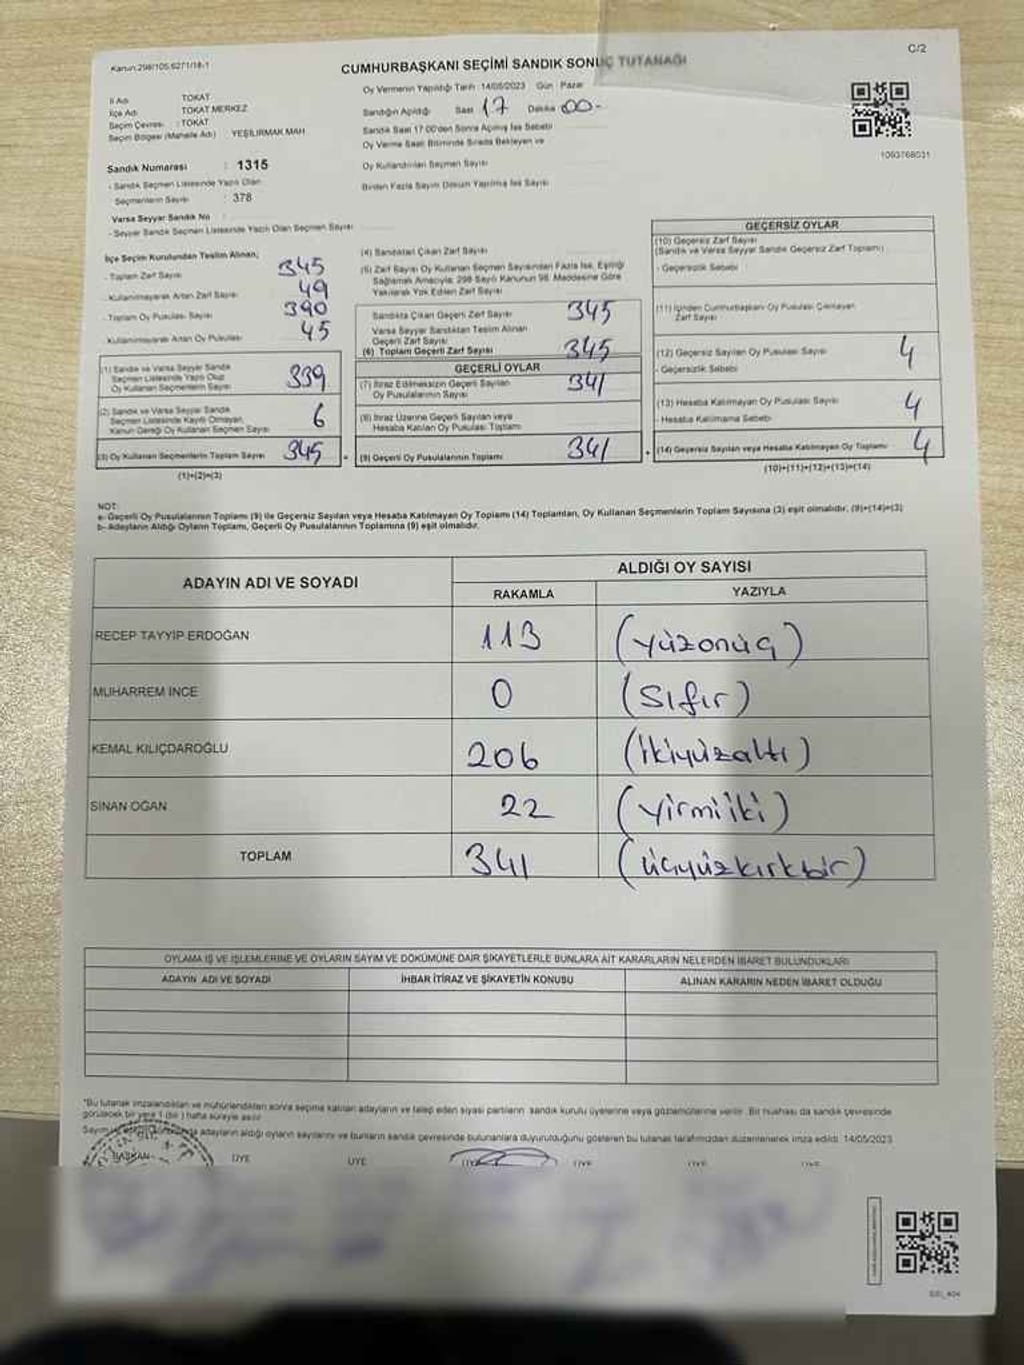 Kanun:298/105,6271/18-1
C/2
CUMHURBAŞKANI SEÇİMİ SANDIK SONUÇ TUTANAĞI
İl Adı : TOKAT
İlçe Adı : TOKAT MERKEZ
Seçim Çevresi : TOKAT
Seçim Bölgesi (Mahalle Adı) : YEŞİLIRMAK MAH.
Oy Vermenin Yapıldığı Tarih :14/05/2023 Gün : Pazar
Sandığın Açıldığı Saat 17 Dakika 00-
Sandık Saat 17:00'den Sonra Açılmış İse Sebebi
Oy Verme Saati Bitiminde Sırada Bekleyen ve
Oy Kullandırılan Seçmen Sayısı
Birden Fazla Sayım Döküm Yapılmış İse Sayısı
1093768031
Sandık Numarası : 1315
- Sandık Seçmen Listesinde Yazılı Olan
Seçmenlerin Sayısı : 378
Varsa Seyyar Sandık No :
- Seyyar Sandık Seçmen Listesinde Yazılı Olan Seçmen Sayısı
İlçe Seçim Kurulundan Teslim Alınan;
- Toplam Zarf Sayısı 345
- Kullanılmayarak Artan Zarf Sayısı 49
- Toplam Oy Pusulası Sayısı 390
- Kullanılmayarak Artan Oy Pusulası 45
(1) Sandık ve Varsa Seyyar Sandık
Seçmen Listesinde Yazılı Olup
Oy Kullanan Seçmenlerin Sayısı 339
(2) Sandık ve Varsa Seyyar Sandık
Seçmen Listesinde Kayıtlı Olmayan,
Kanun Gereği Oy Kullanan Seçmen Sayısı 6
(3) Oy Kullanan Seçmenlerin Toplam Sayısı 345
(1)+(2)=(3)
(4) Sandıktan Çıkan Zarf Sayısı
(5) Zarf Sayısı Oy Kullanan Seçmen Sayısından Fazla İse, Eşitliği
Sağlamak Amacıyla; 298 Sayılı Kanunun 98. Maddesine Göre
Yakılarak Yok Edilen Zarf Sayısı
Sandıkta Çıkan Geçerli Zarf Sayısı 345
Varsa Seyyar Sandıktan Teslim Alınan
Geçerli Zarf Sayısı
(6) Toplam Geçerli Zarf Sayısı 345
GEÇERLİ OYLAR
(7) İtiraz Edilmeksizin Geçerli Sayılan
Oy Pusulalarının Sayısı 341
(8) İtiraz Üzerine Geçerli Sayılan veya
Hesaba Katılan Oy Pusulası Toplamı
(9) Geçerli Oy Pusulalarının Toplamı 341
GEÇERSİZ OYLAR
(10) Geçersiz Zarf Sayısı
(Sandık ve Varsa Seyyar Sandık Geçersiz Zarf Toplamı)
- Geçersizlik Sebebi
(11) İçinden Cumhurbaşkanı Oy Pusulası Çıkmayan
Zarf Sayısı
(12) Geçersiz Sayılan Oy Pusulası Sayısı 4
- Geçersizlik Sebebi
(13) Hesaba Katılmayan Oy Pusulası Sayısı 4
- Hesaba Katılmama Sebebi
(14) Geçersiz Sayılan veya Hesaba Katılmayan Oy Toplamı 4
(10)+(11)+(12)+(13)=(14)
NOT:
a- Geçerli Oy Pusulalarının Toplamı (9) ile Geçersiz Sayılan veya Hesaba Katılmayan Oy Toplamı (14) Toplamları, Oy Kullanan Seçmenlerin Toplam Sayısına (3) eşit olmalıdır. (9)+(14)=(3)
b- Adayların Aldığı Oyların Toplamı, Geçerli Oy Pusulalarının Toplamına (9) eşit olmalıdır.
ADAYIN ADI VE SOYADI
ALDIĞI OY SAYISI
RAKAMLA YAZIYLA
RECEP TAYYİP ERDOĞAN 113 (yüzonüç)
MUHARREM İNCE 0 (Sıfır)
KEMAL KILIÇDAROĞLU 206 (İkiyüzaltı)
SİNAN OĞAN 22 (yirmiiki)
TOPLAM 341 (üçyüzkırkbir)
OYLAMA İŞ VE İŞLEMLERİNE VE OYLARIN SAYIM VE DÖKÜMÜNE DAİR ŞİKAYETLERLE BUNLARA AİT KARARLARIN NELERDEN İBARET BULUNDUKLARI
ADAYIN ADI VE SOYADI İHBAR İTİRAZ VE ŞİKAYETİN KONUSU ALINAN KARARIN NEDEN İBARET OLDUĞU
*Bu tutanak imzalandıktan ve mühürlendikten sonra seçime katılan adayların ve talep eden siyasi partilerin sandık kurulu üyelerine veya gözlemcilerine verilir. Bir nüshası da sandık çevresinde
görülecek bir yere 1 (bir) hafta süreyle asılır.
adayların aldığı oyların sayılarını ve bunların sandık çevresinde bulunanlara duyurulduğunu gösteren bu tutanak tarafımızdan düzenlenerek imza edildi. 14/05/2023
BAŞKAN ÜYE ÜYE ÜYE ÜYE ÜYE ÜYE